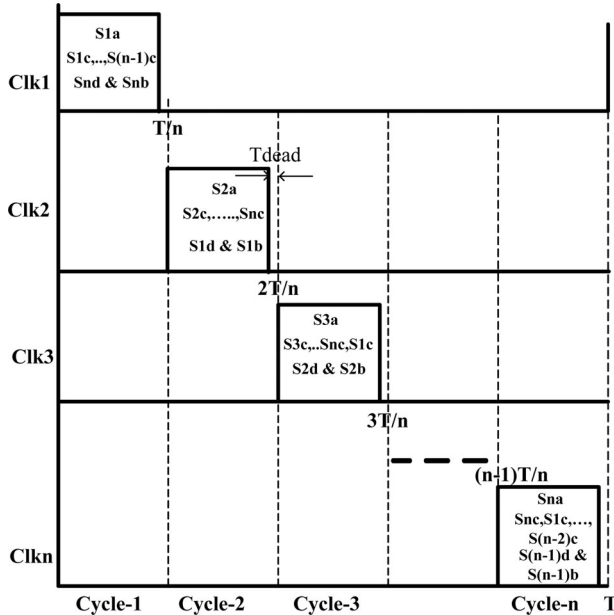 S1a
S1c,..,S(n-1)c
Snd & Snb
Clk1
T/n
Tdead
S2a
S2c,…..,Snc
S1d & S1b
Clk2
2T/n
S3a
S3c,..Snc,S1c
S2d & S2b
Clk3
3T/n
(n-1)T/n
Sna
Snc,S1c,…,
S(n-2)c
S(n-1)d &
S(n-1)b
Clkn
Cycle-1 Cycle-2 Cycle-3 Cycle-n T